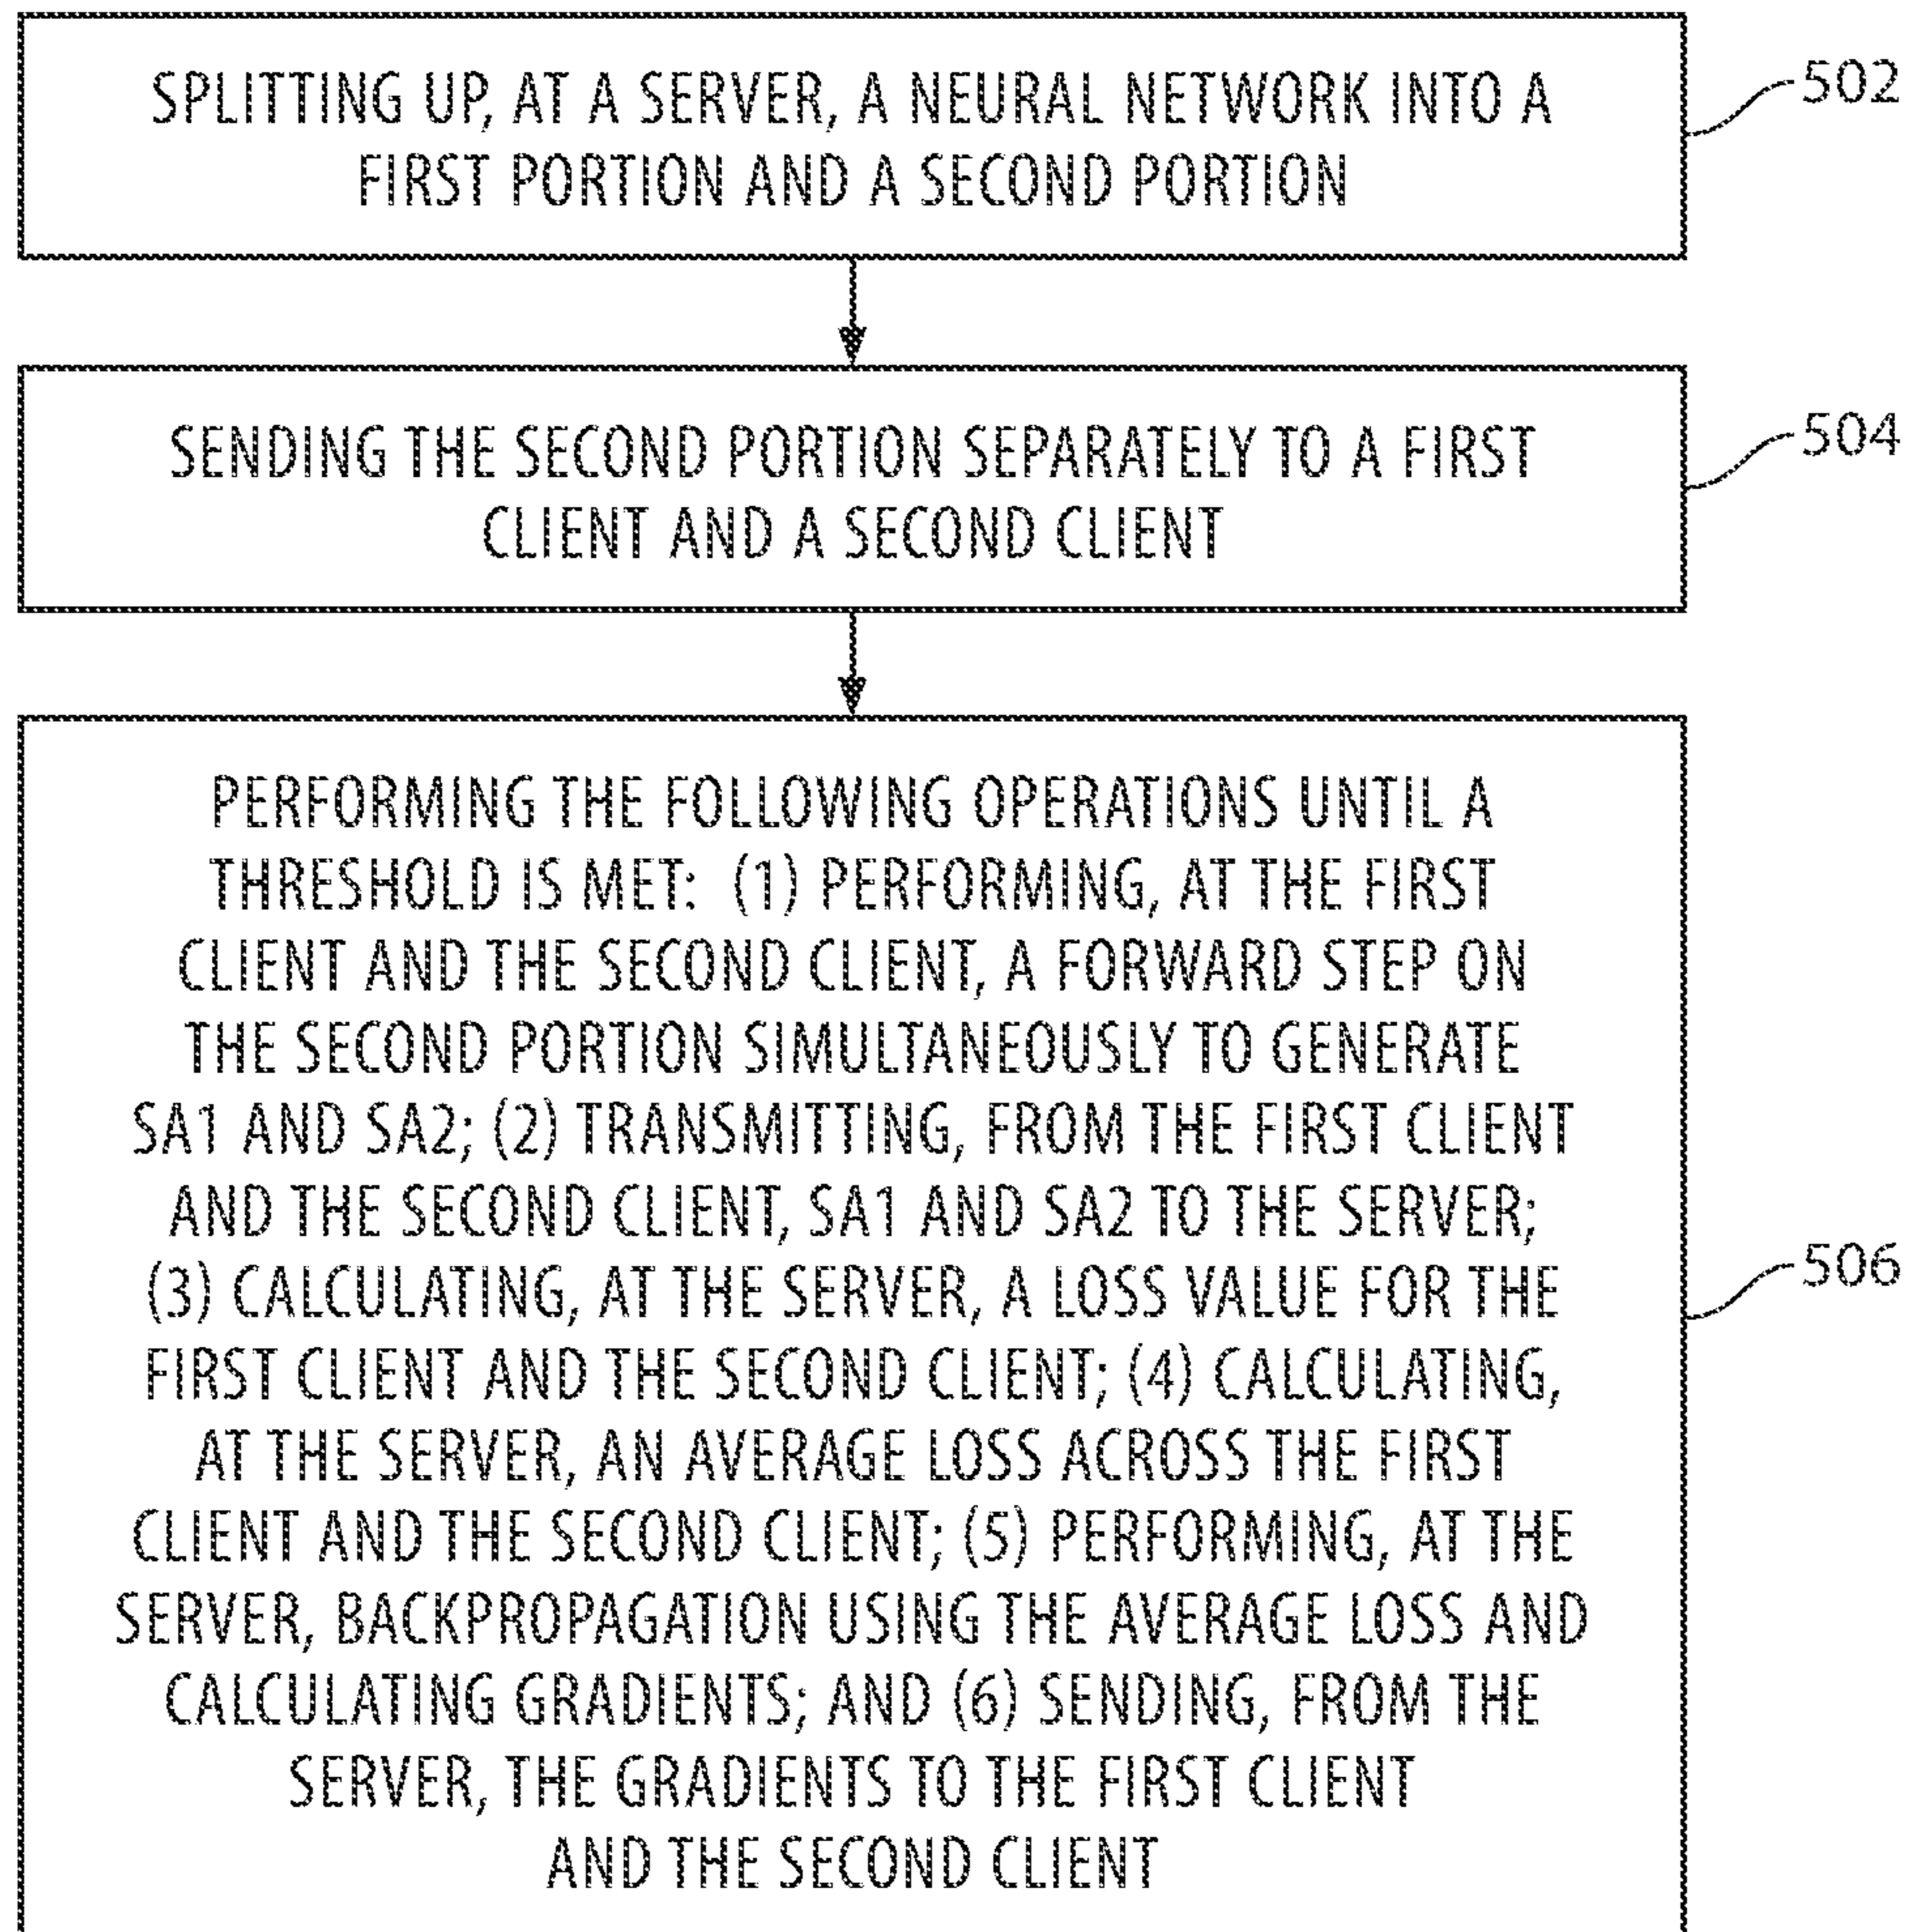 SPLITTING UP, AT A SERVER, A NEURAL NETWORK INTO A
FIRST PORTION AND A SECOND PORTION
502
SENDING THE SECOND PORTION SEPARATELY TO A FIRST
CLIENT AND A SECOND CLIENT
504
PERFORMING THE FOLLOWING OPERATIONS UNTIL A
THRESHOLD IS MET: (1) PERFORMING, AT THE FIRST
CLIENT AND THE SECOND CLIENT, A FORWARD STEP ON
THE SECOND PORTION SIMULTANEOUSLY TO GENERATE
SA1 AND SA2; (2) TRANSMITTING, FROM THE FIRST CLIENT
AND THE SECOND CLIENT, SA1 AND SA2 TO THE SERVER;
(3) CALCULATING, AT THE SERVER, A LOSS VALUE FOR THE
FIRST CLIENT AND THE SECOND CLIENT; (4) CALCULATING,
AT THE SERVER, AN AVERAGE LOSS ACROSS THE FIRST
CLIENT AND THE SECOND CLIENT; (5) PERFORMING, AT THE
SERVER, BACKPROPAGATION USING THE AVERAGE LOSS AND
CALCULATING GRADIENTS; AND (6) SENDING, FROM THE
SERVER, THE GRADIENTS TO THE FIRST CLIENT
AND THE SECOND CLIENT
506